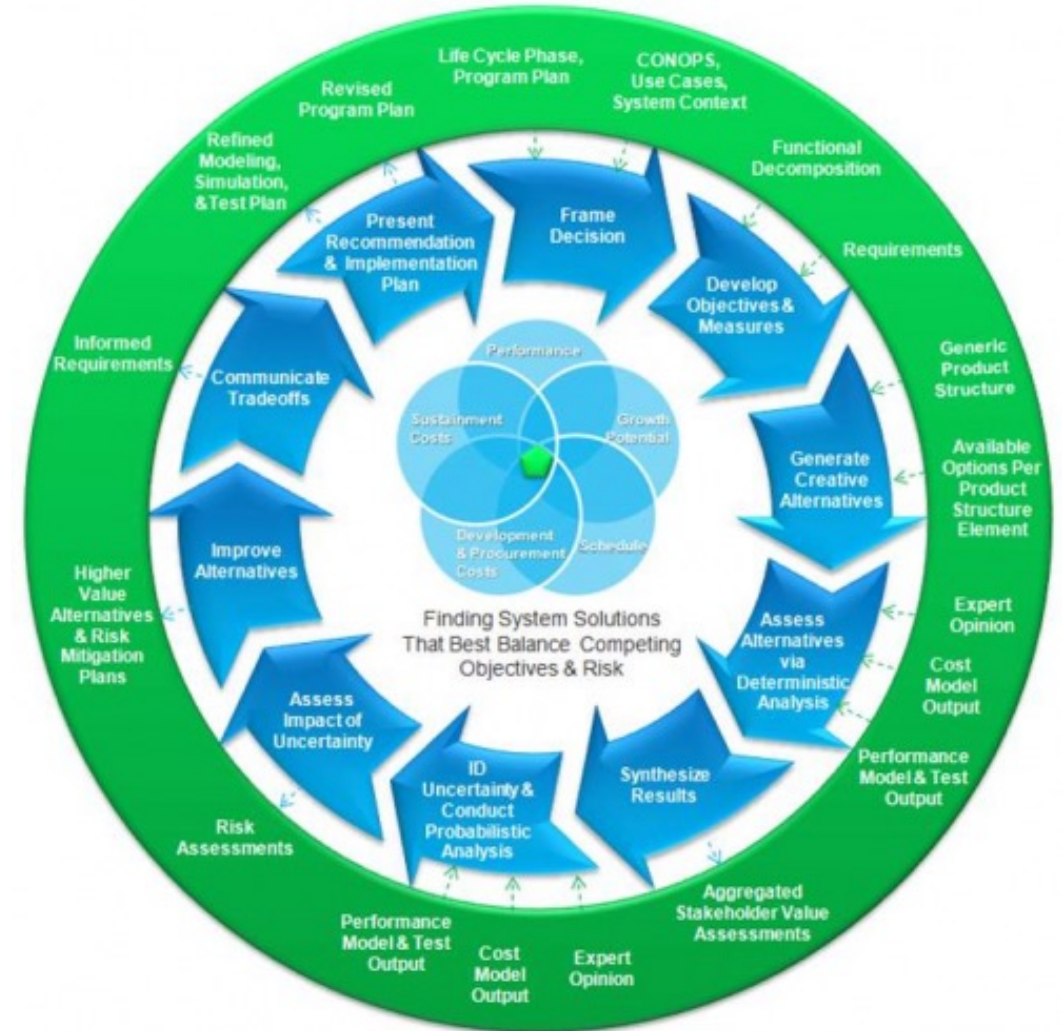 Life Cycle Phase,
Program Plan
CONOPS,
Use Cases,
System Context
Functional
Decomposition
Requirements
Generic
Product
Structure
Available
Options Per
Product
Structure
Element
Expert
Opinion
Cost
Model
Output
Performance
Model & Test
Output
Aggregated
Stakeholder Value
Assessments
Expert
Opinion
Cost
Model
Output
Performance
Model & Test
Output
Risk
Assessments
Higher
Value
Alternatives
& Risk
Mitigation
Plans
Informed
Requirements
Refined
Modeling,
Simulation,
&Test Plan
Revised
Program Plan
Frame
Decision
Develop
Objectives &
Measures
Generate
Creative
Alternatives
Assess
Alternatives
via
Deterministic
Analysis
Synthesize
Results
ID
Uncertainty &
Conduct
Probabilistic
Analysis
Assess
Impact of
Uncertainty
Improve
Alternatives
Communicate
Tradeoffs
Present
Recommendation
& Implementation
Plan
Performance
Growth
Potential
Schedule
Development
& Procurement
Costs
Sustainment
Costs
Finding System Solutions
That Best Balance Competing
Objectives & Risk